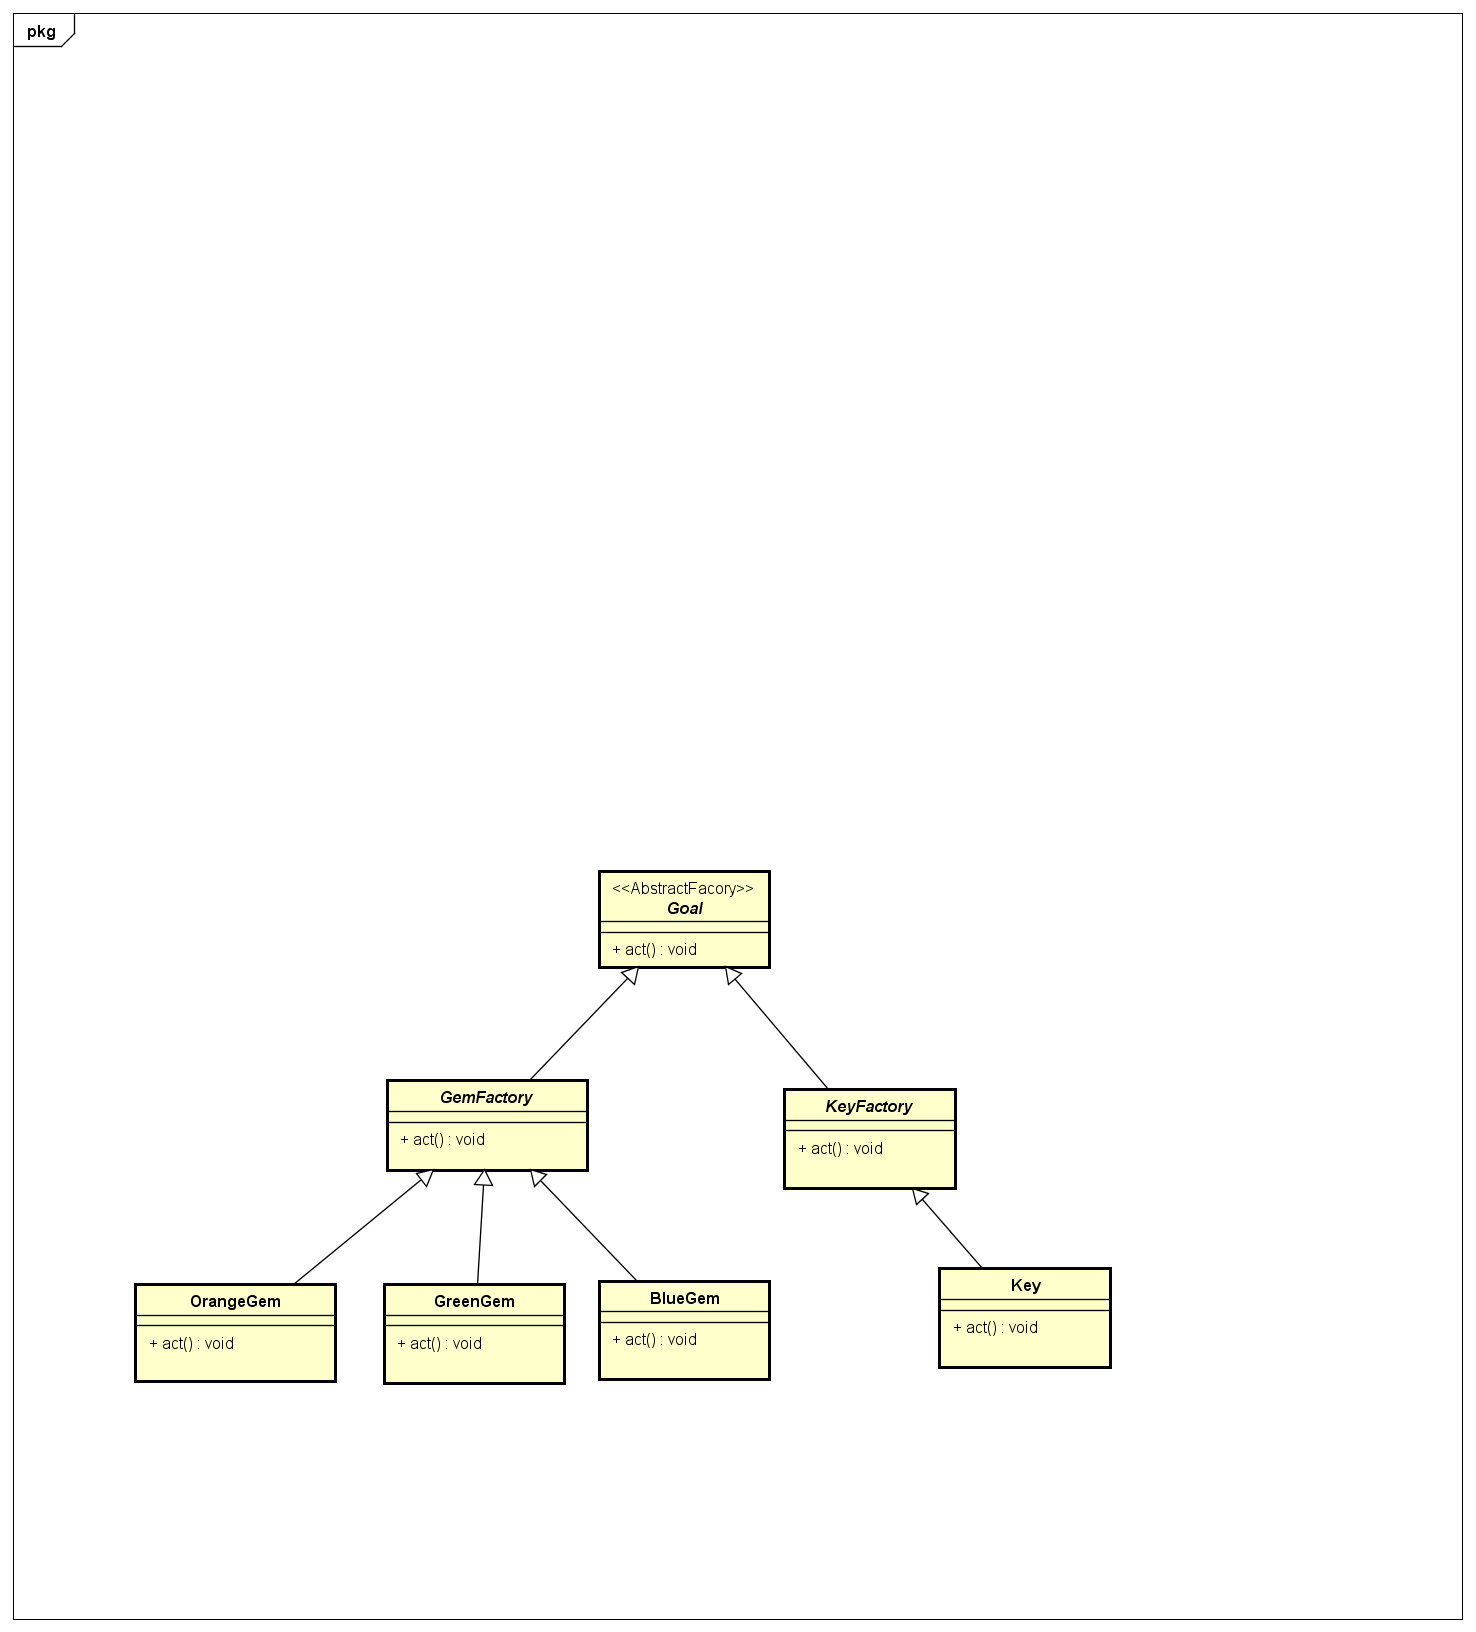 pkg
<<AbstractFacory>>
Goal
+ act() : void
GemFactory
+ act() : void
KeyFactory
+ act() : void
OrangeGem
+ act() : void
GreenGem
+ act() : void
BlueGem
+ act() : void
Key
+ act() : void